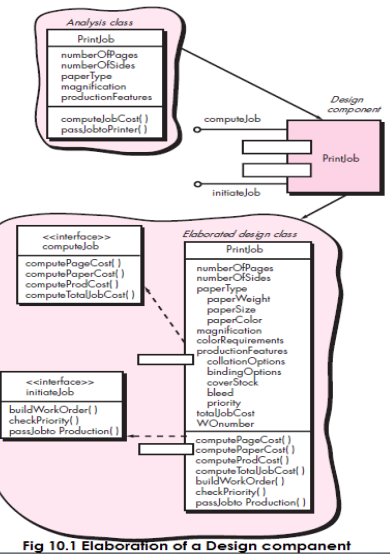 Analysis class
PrintJob
numberOfPages
numberOfSides
paperType
magnification
productionFeatures
computeJobCost( )
passJobtoPrinter( )
Design
component
computeJob
PrintJob
initiateJob
Elaborated design class
<<interface>>
computeJob
computePageCost( )
computePaperCost( )
computeProdCost( )
computeTotalJobCost( )
PrintJob
numberOfPages
numberOfSides
paperType
paperWeight
paperSize
paperColor
magnification
colorRequirements
productionFeatures
collationOptions
bindingOptions
coverStock
bleed
priority
totalJobCost
WOnumber
computePageCost( )
computePaperCost( )
computeProdCost( )
computeTotalJobCost( )
buildWorkOrder( )
checkPriority( )
passJobto Production( )
<<interface>>
initiateJob
buildWorkOrder( )
checkPriority( )
passJobto Production( )
Fig 10.1 Elaboration of a Design companent